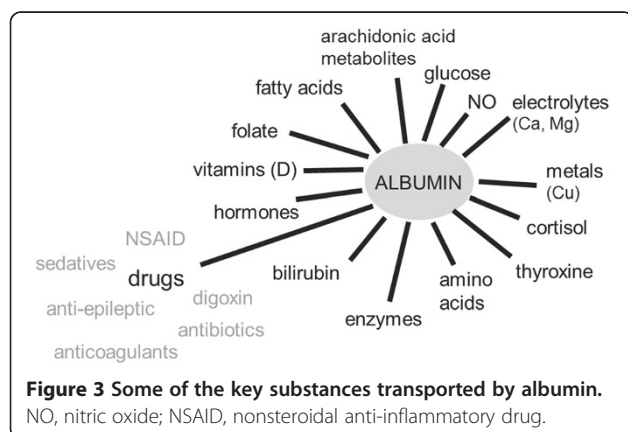 arachidonic acid
metabolites
glucose
fatty acids
NO
electrolytes
(Ca, Mg)
folate
vitamins (D)
ALBUMIN
metals
(Cu)
hormones
cortisol
NSAID
sedatives
drugs
bilirubin
amino
acids
thyroxine
anti-epileptic
digoxin
enzymes
antibiotics
anticoagulants
Figure 3 Some of the key substances transported by albumin.
NO, nitric oxide; NSAID, nonsteroidal anti-inflammatory drug.